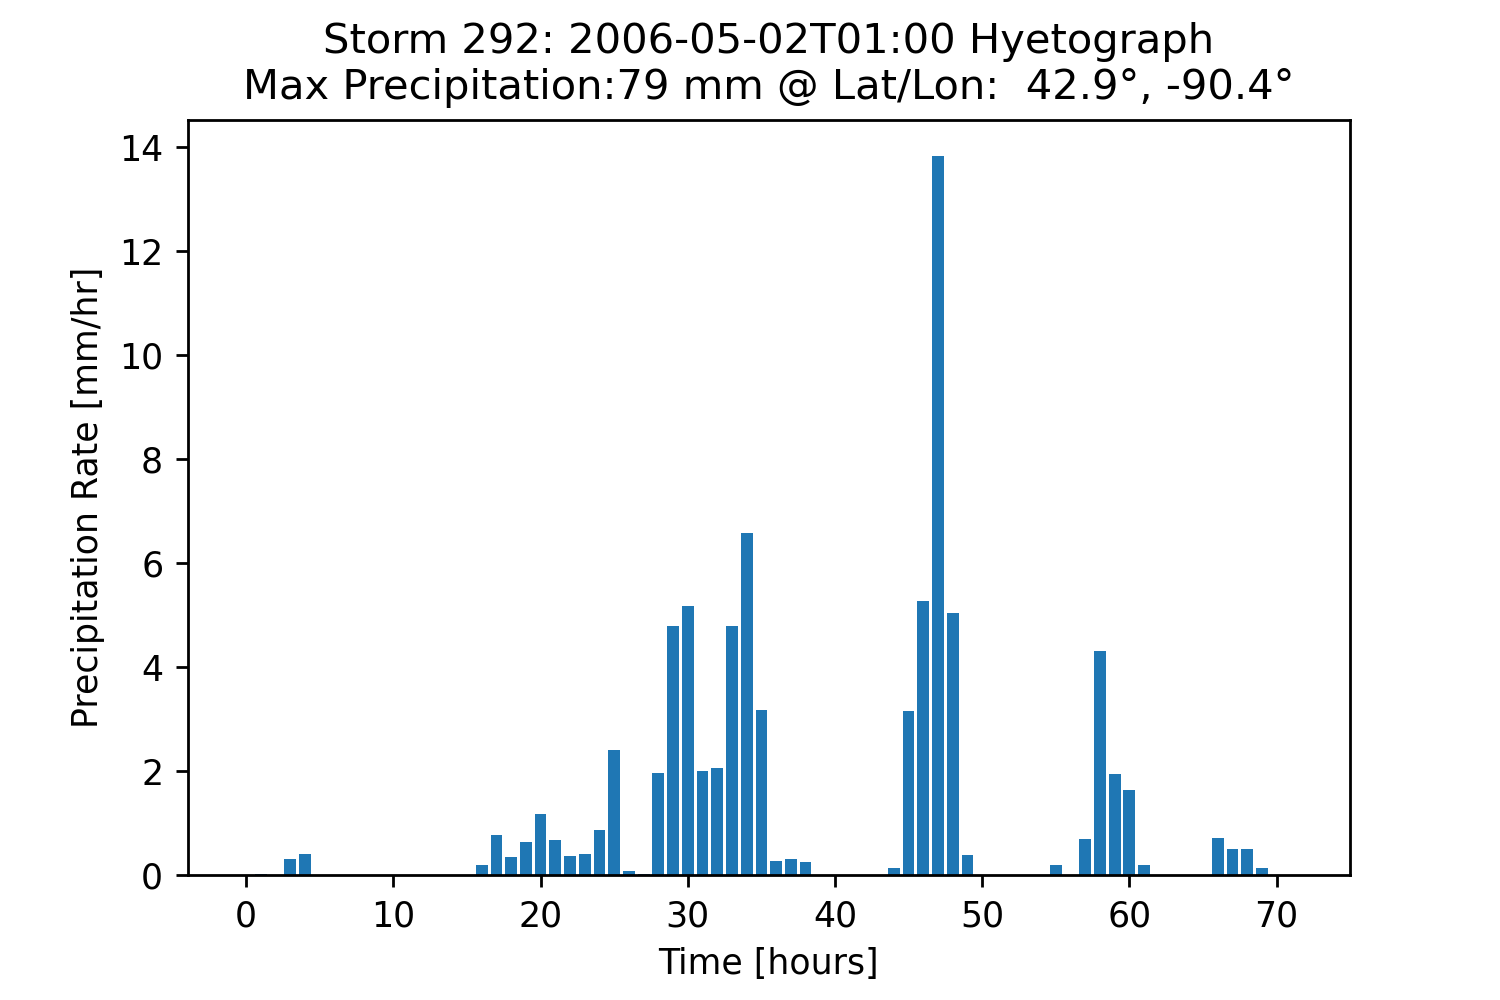 Storm 292: 2006-05-02T01:00 Hyetograph
Max Precipitation:79 mm @ Lat/Lon:  42.9°, -90.4°
14
12
10
8
6
4
2
0
Precipitation Rate [mm/hr]
0 10 20 30 40 50 60 70
Time [hours]